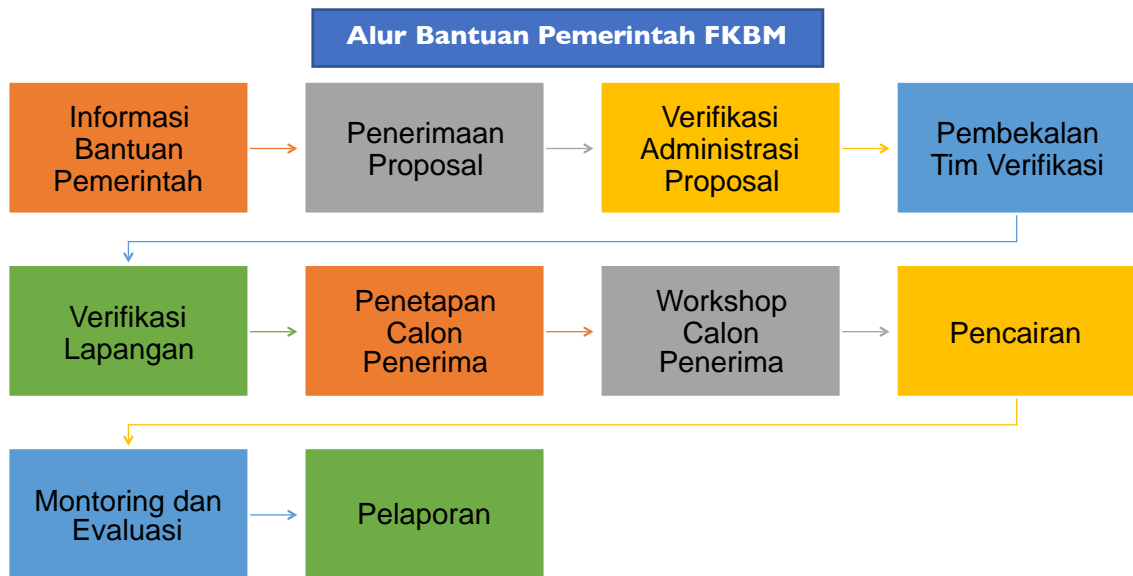 Alur Bantuan Pemerintah FKBM
Informasi
Bantuan
Pemerintah
Penerimaan
Proposal
Verifikasi
Administrasi
Proposal
Pembekalan
Tim Verifikasi
Verifikasi
Lapangan
Penetapan
Calon
Penerima
Workshop
Calon
Penerima
Pencairan
Montoring dan
Evaluasi
Pelaporan